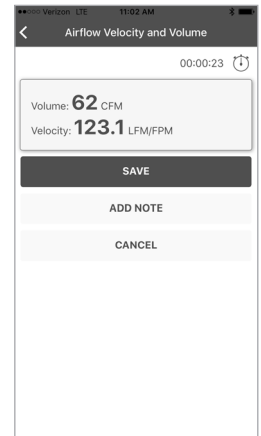 Verizon LTE 11:02 AM
Airflow Velocity and Volume
00:00:23
Volume: 62 CFM
Velocity: 123.1 LFM/FPM
SAVE
ADD NOTE
CANCEL